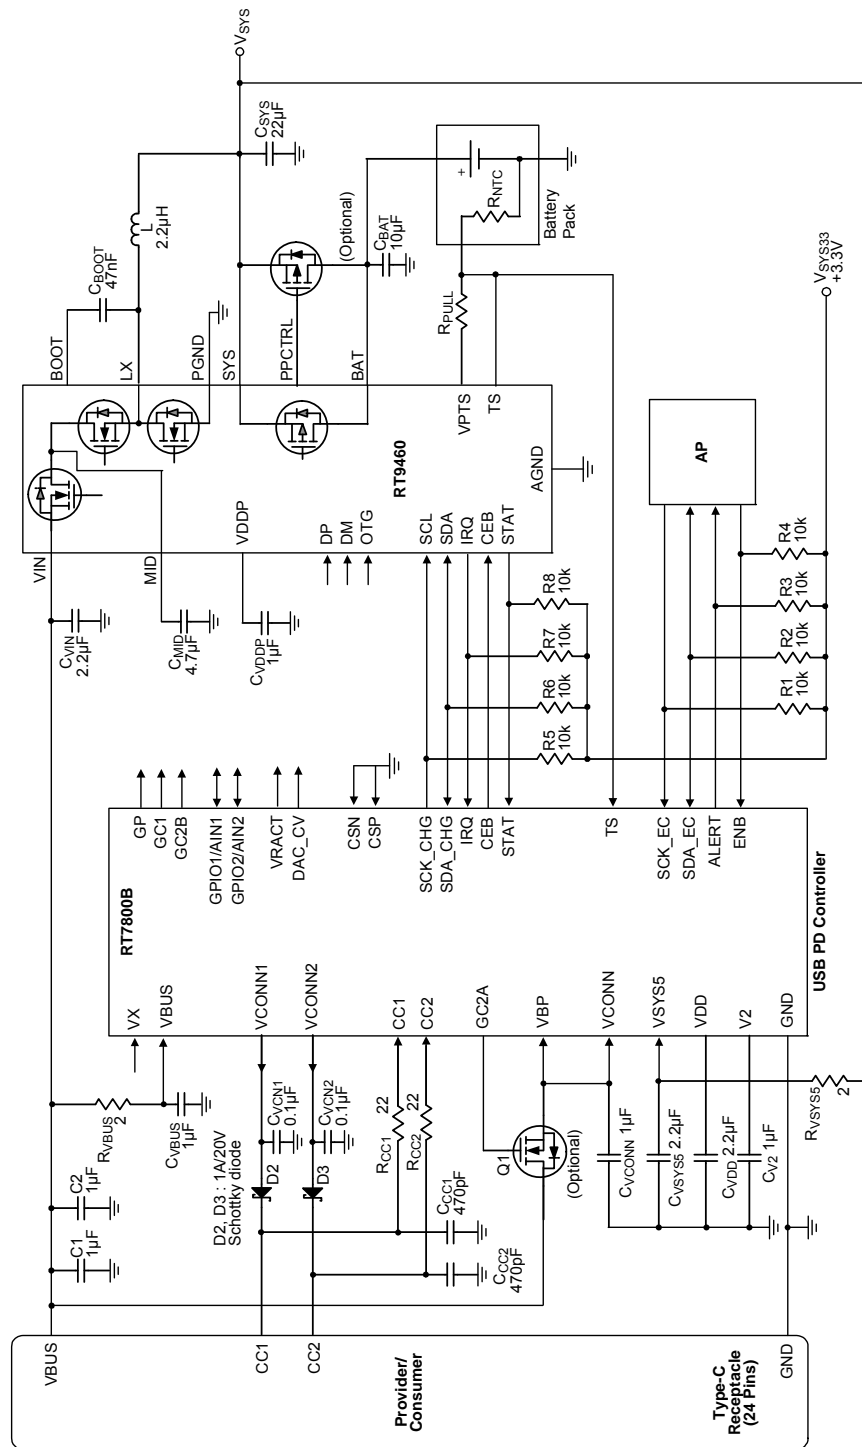 VBUS
CC1
CC2
Provider/
Consumer
Type-C
Receptacle
(24 Pins)
GND
C1
1µF
C2
1µF
RVBUS
2
CVBUS
1µF
D2, D3 : 1A/20V
Schottky diode
D2
D3
CVCN1
0.1µF
CVCN2
0.1µF
RCC1
22
RCC2
22
CCC1
470pF
CCC2
470pF
Q1
(Optional)
CVCONN 1µF
CVSYS5 2.2µF
CVDD 2.2µF
CV2 1µF
RVSYS5
2
RT7800B
USB PD Controller
VX
VBUS
VCONN1
VCONN2
CC1
CC2
GC2A
VBP
VCONN
VSYS5
VDD
V2
GND
GP
GC1
GC2B
GPIO1/AIN1
GPIO2/AIN2
VRACT
DAC_CV
CSN
CSP
SCK_CHG
SDA_CHG
IRQ
CEB
STAT
TS
SCK_EC
SDA_EC
ALERT
ENB
CVIN
2.2µF
CMID
4.7µF
CVDDP
1µF
R5
10k
R6
10k
R7
10k
R8
10k
R1
10k
R2
10k
R3
10k
R4
10k
VIN
MID
VDDP
DP
DM
OTG
SCL
SDA
IRQ
CEB
STAT
RT9460
AGND
BOOT
LX
PGND
SYS
PPCTRL
BAT
VPTS
TS
AP
CBOOT
47nF
L
2.2µH
CSYS
22µF
(Optional)
CBAT
10µF
RPULL
RNTC
+
Battery
Pack
VSYS
VSYS33
+3.3V